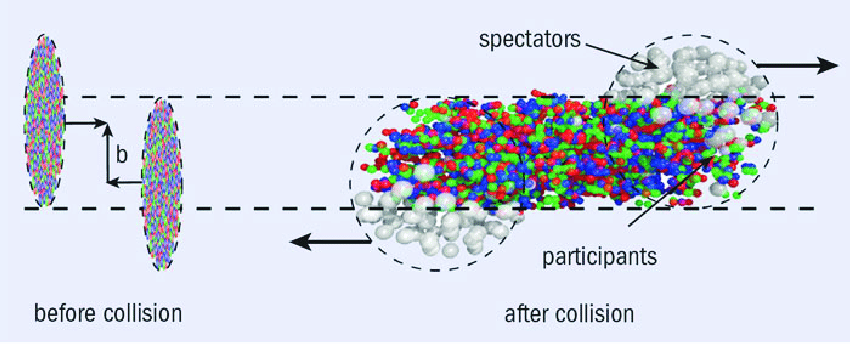 spectators
b
participants
before collision
after collision